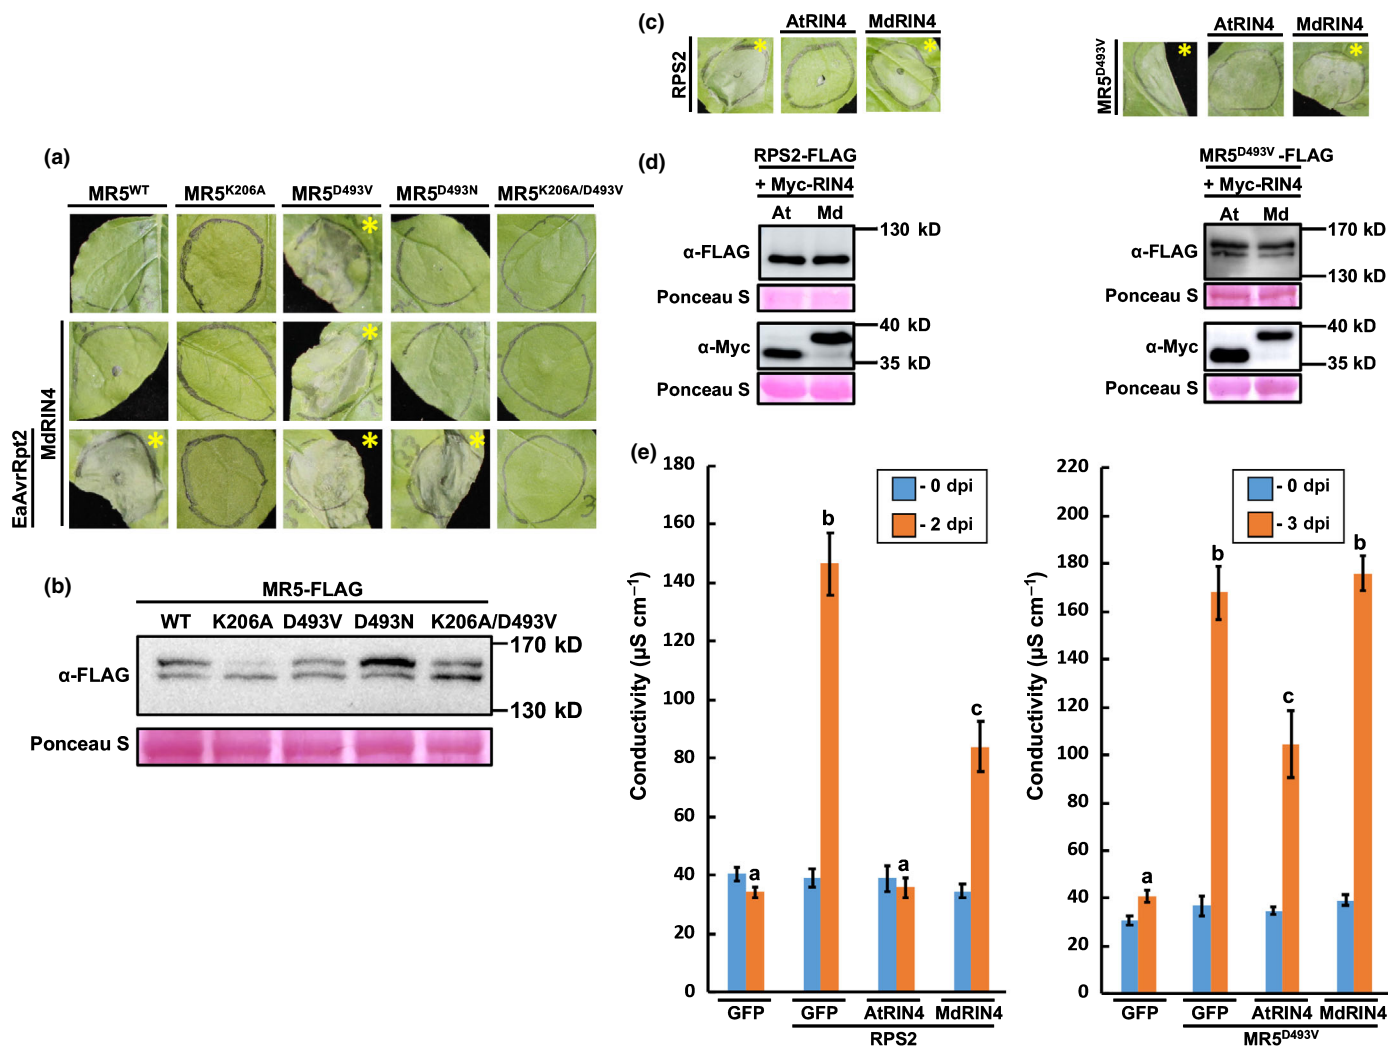 (a)
MR5WT MR5K206A MR5D493V MR5D493N MR5K206A/D493V
*
*
* * *
MdRIN4
EaAvrRpt2
3
(b)
MR5-FLAG
WT K206A D493V D493N K206A/D493V
α-FLAG
170 kD
130 kD
Ponceau S
(c)
AtRIN4 MdRIN4
RPS2
* *
AtRIN4 MdRIN4
MR5D493V
* *
(d)
RPS2-FLAG
+ Myc-RIN4
At Md
α-FLAG
130 kD
Ponceau S
α-Myc
40 kD
35 kD
Ponceau S
MR5D493V -FLAG
+ Myc-RIN4
At Md
α-FLAG
170 kD
130 kD
Ponceau S
α-Myc
40 kD
35 kD
Ponceau S
(e)
Conductivity (µS cm−1)
180
160
140
120
100
80
60
40
20
0
- 0 dpi
- 2 dpi
a b a c
GFP GFP AtRIN4 MdRIN4
RPS2
Conductivity (µS cm−1)
220
200
180
160
140
120
100
80
60
40
20
0
- 0 dpi
- 3 dpi
a b c b
GFP GFP AtRIN4 MdRIN4
MR5D493V